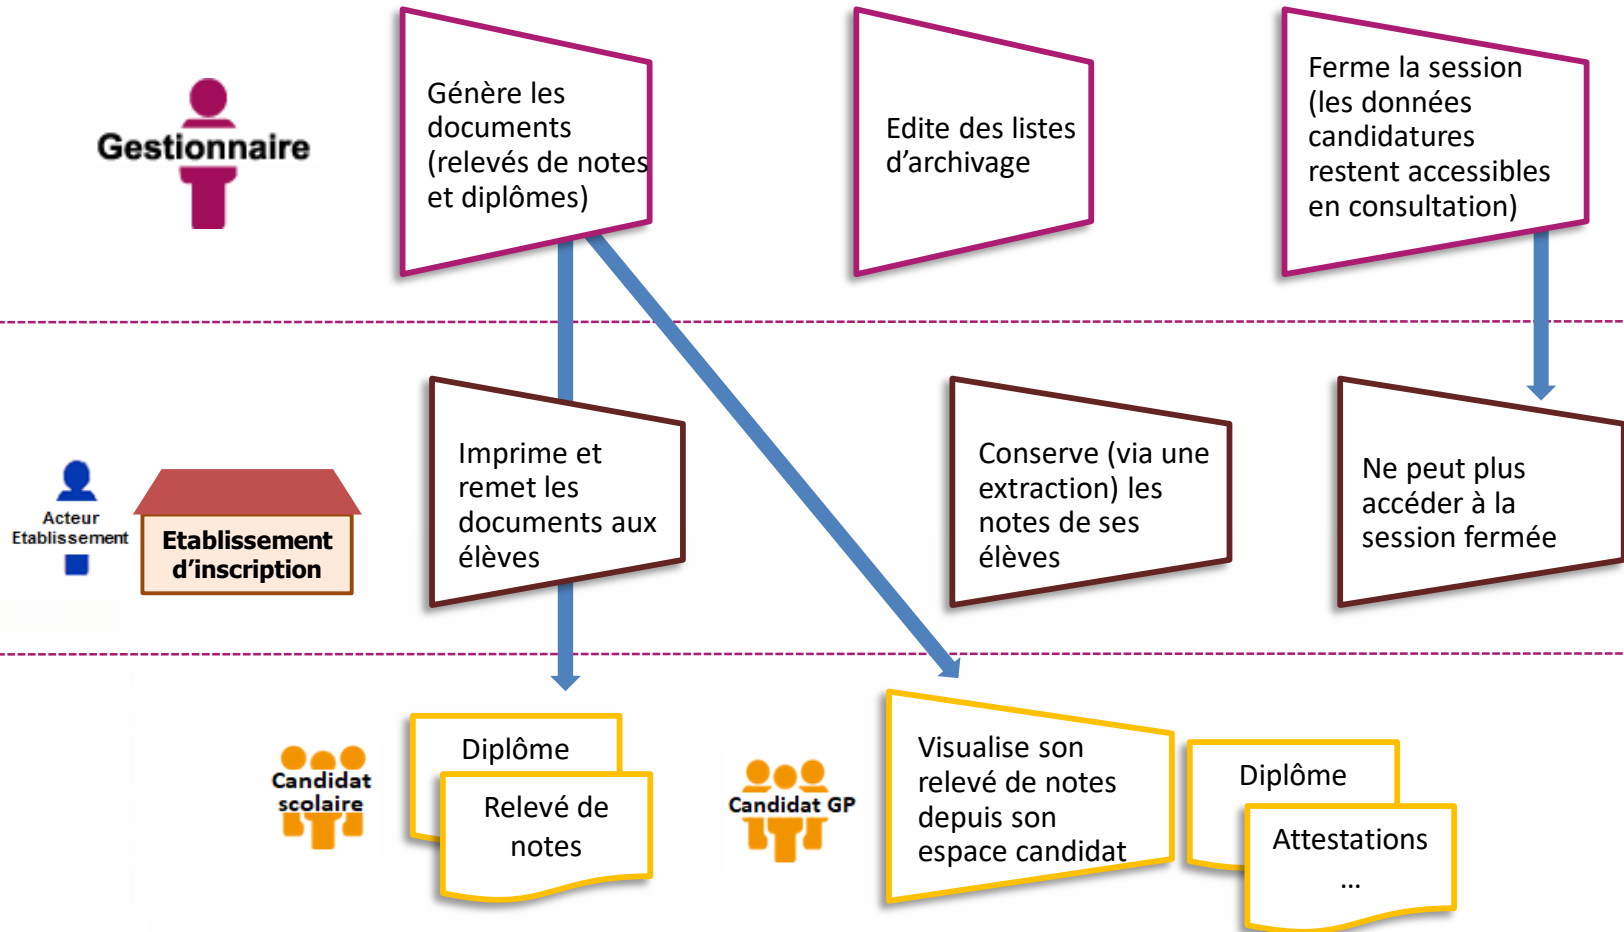 Gestionnaire
Génère les
documents
(relevés de notes
et diplômes)
Edite des listes
d’archivage
Ferme la session
(les données
candidatures
restent accessibles
en consultation)
Acteur
Etablissement
Etablissement
d’inscription
Imprime et
remet les
documents aux
élèves
Conserve (via une
extraction) les
notes de ses
élèves
Ne peut plus
accéder à la
session fermée
Candidat
scolaire
Diplôme
Relevé de
notes
Candidat GP
Visualise son
relevé de notes
depuis son
espace candidat
Diplôme
Attestations
...